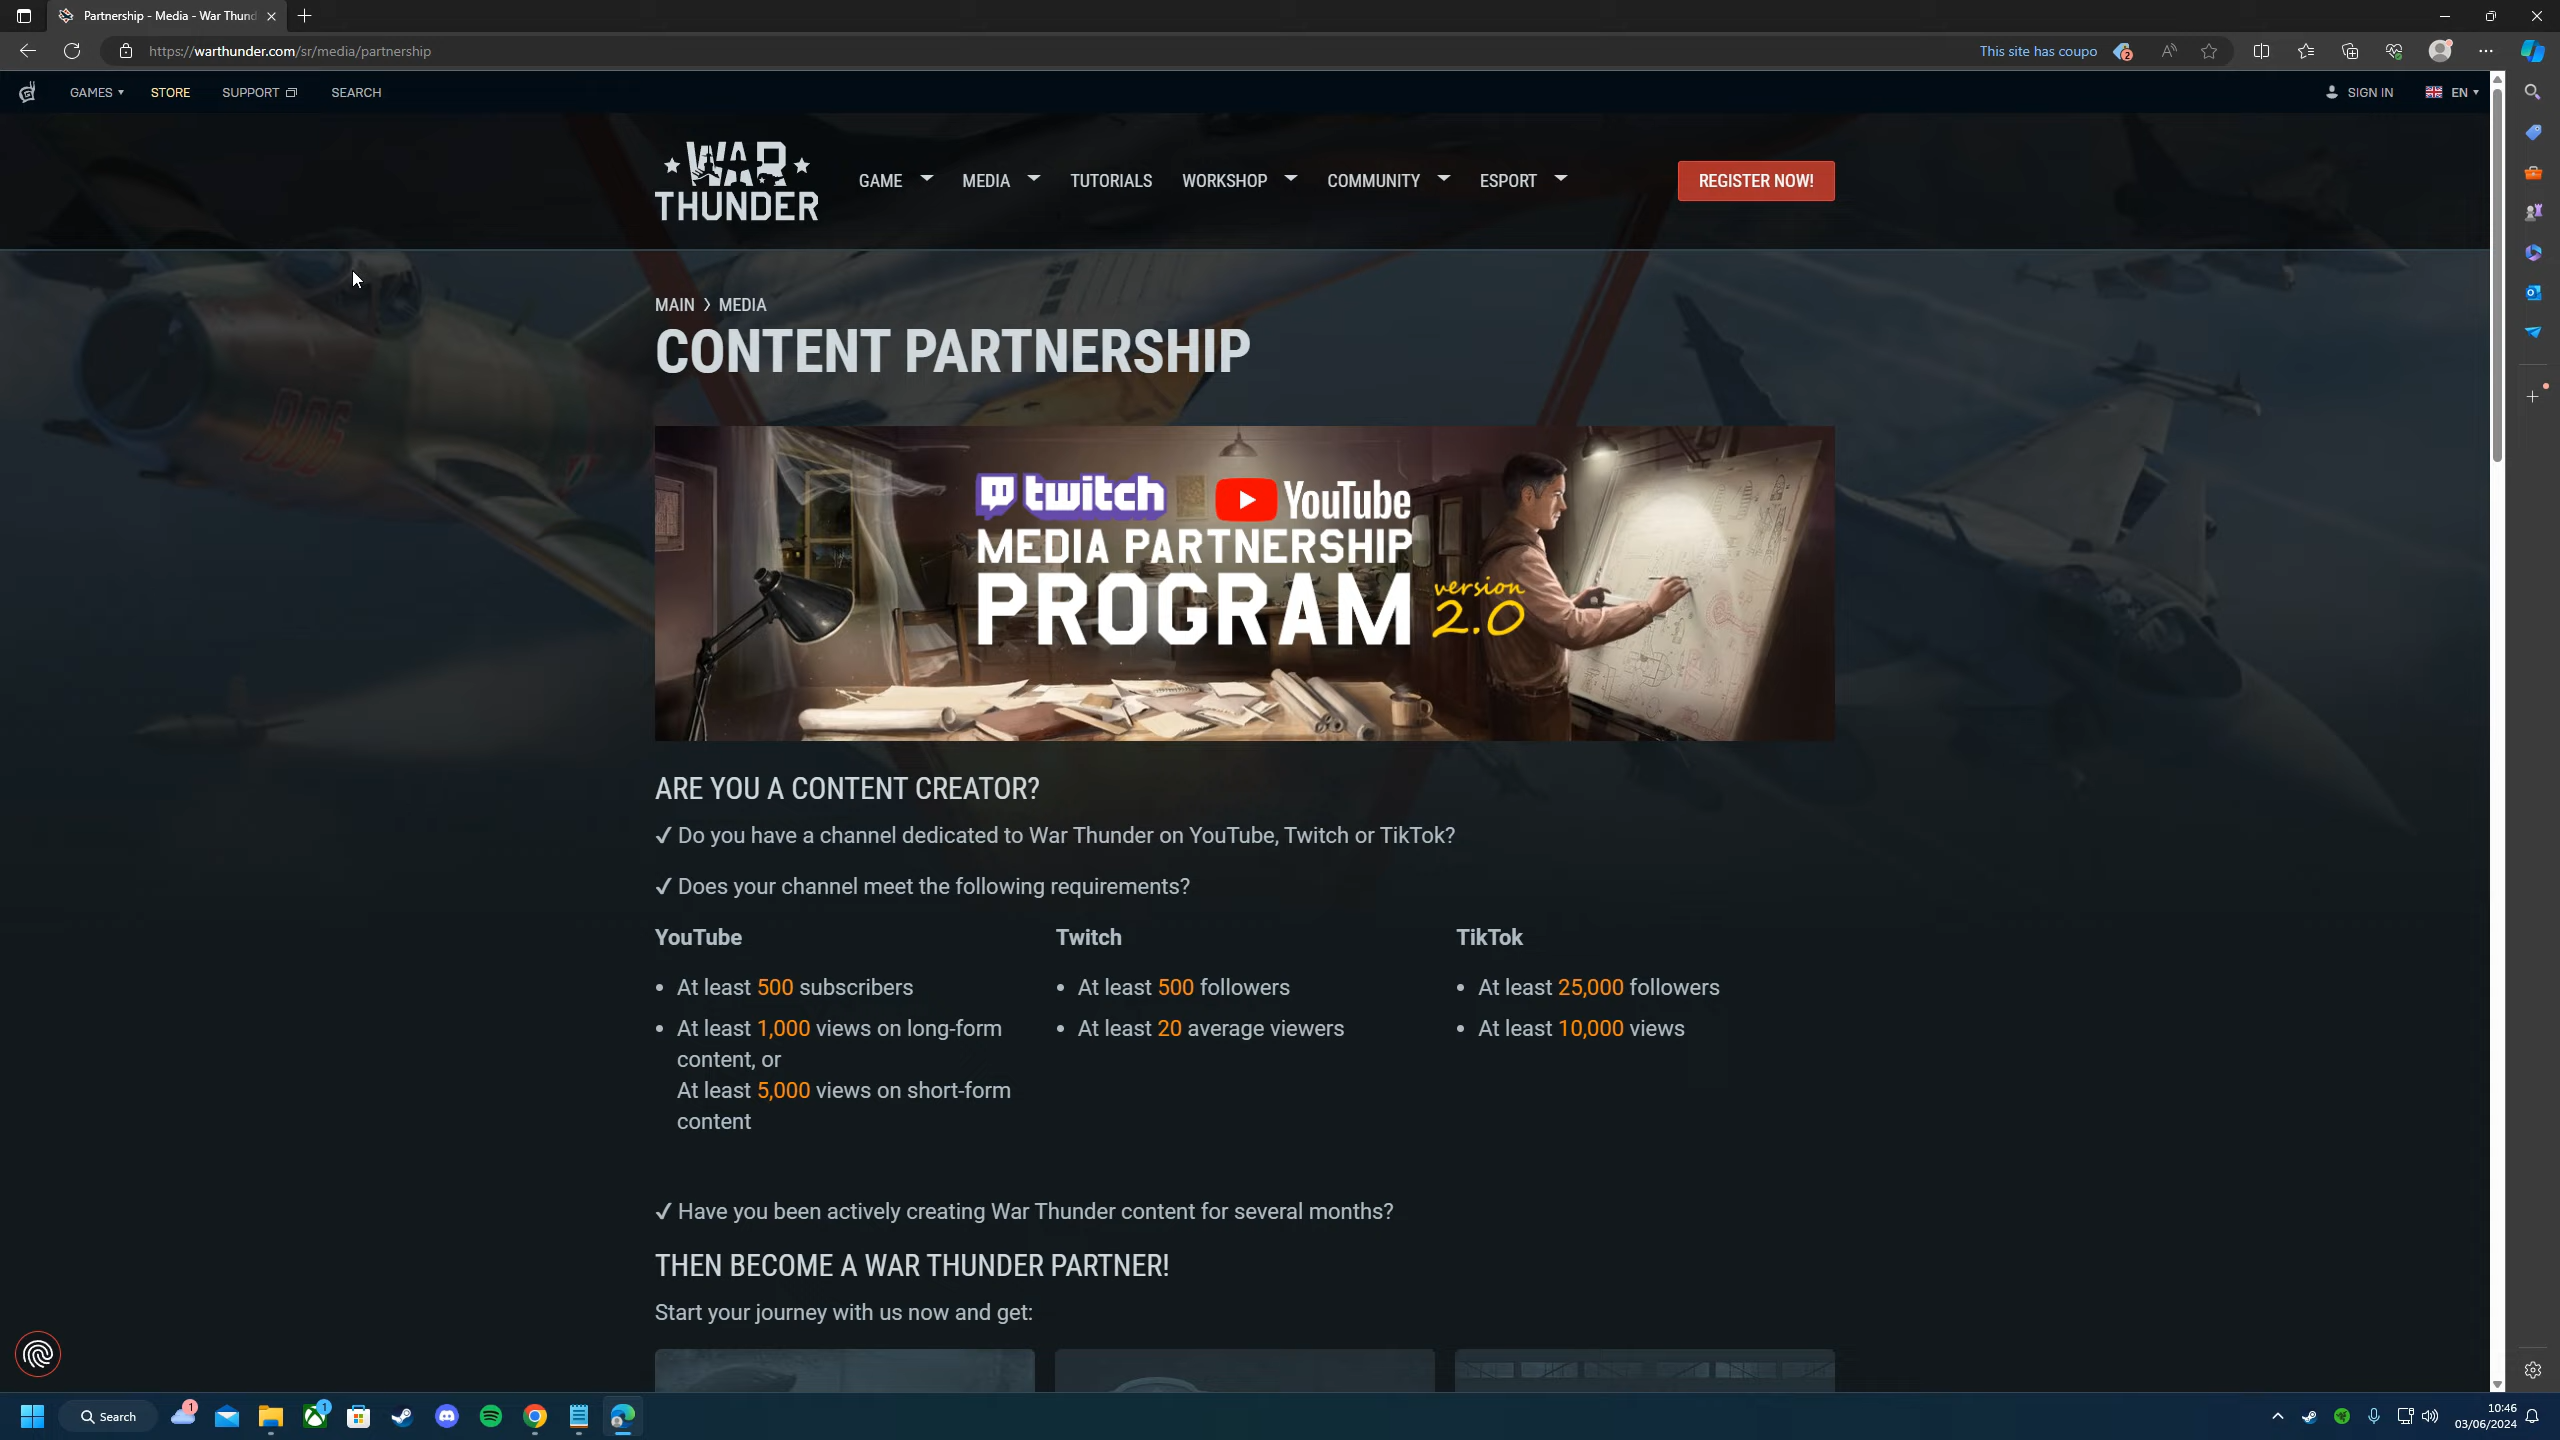 Partnership - Media - War Thund
https://warthunder.com/sr/media/partnership
This site has coupo
2
GAMES
STORE
SUPPORT
SEARCH
SIGN IN
EN
WAR
THUNDER
GAME
MEDIA
TUTORIALS
WORKSHOP
COMMUNITY
ESPORT
REGISTER NOW!
MAIN > MEDIA
CONTENT PARTNERSHIP
twitch YouTube
MEDIA PARTNERSHIP
PROGRAM version 2.0
ARE YOU A CONTENT CREATOR?
✓ Do you have a channel dedicated to War Thunder on YouTube, Twitch or TikTok?
✓ Does your channel meet the following requirements?
YouTube
• At least 500 subscribers
• At least 1,000 views on long-form
content, or
At least 5,000 views on short-form
content
Twitch
• At least 500 followers
• At least 20 average viewers
TikTok
• At least 25,000 followers
• At least 10,000 views
✓ Have you been actively creating War Thunder content for several months?
THEN BECOME A WAR THUNDER PARTNER!
Start your journey with us now and get:
Search
1
1
10:46
03/06/2024